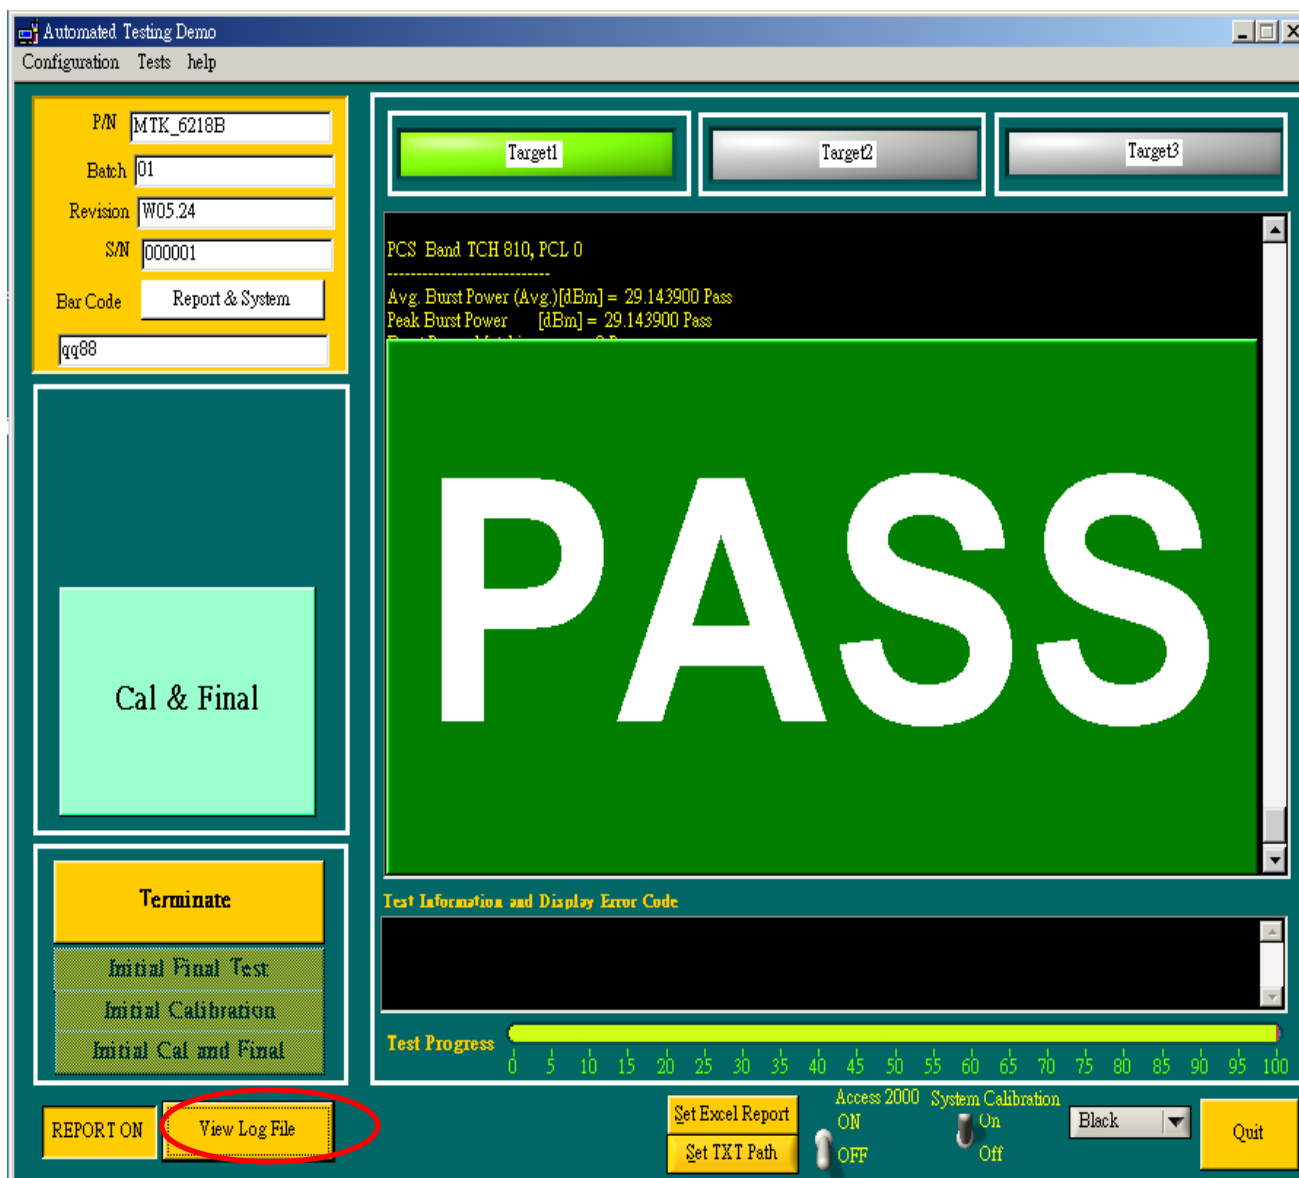 Automated Testing Demo
Configuration Tests help
P/N MTK_6218B
Batch 01
Revision W05.24
S/N 000001
Bar Code Report & System
qq88
Target1 Target2 Target3
PCS Band TCH 810, PCL 0
----------------------------
Avg. Burst Power (Avg.)[dBm] = 29.143900 Pass
Peak Burst Power [dBm] = 29.143900 Pass
PASS
Cal & Final
Terminate
Initial Final Test
Initial Calibration
Initial Cal and Final
Test Information and Display Error Code
Test Progress
0 5 10 15 20 25 30 35 40 45 50 55 60 65 70 75 80 85 90 95 100
REPORT ON
View Log File
Set Excel Report
Set TXT Path
Access 2000
ON
OFF
System Calibration
On
Off
Black
Quit